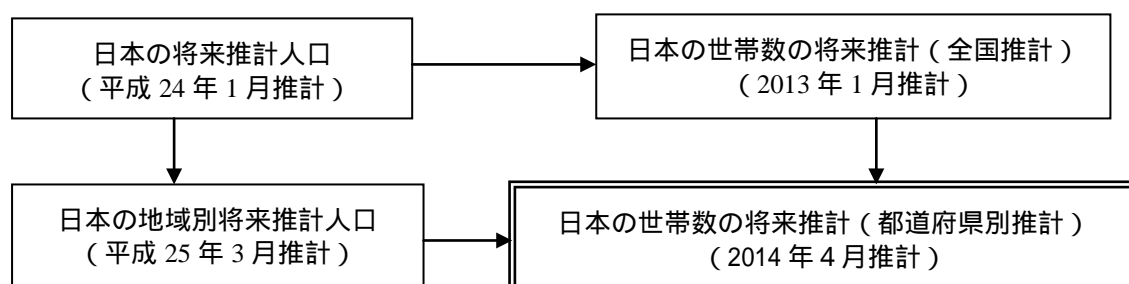 日本の将来推計人口
（平成 24 年 1 月推計）
日本の世帯数の将来推計（全国推計）
（2013 年 1 月推計）
日本の地域別将来推計人口
（平成 25 年 3 月推計）
日本の世帯数の将来推計（都道府県別推計）
（2014 年 4 月推計）